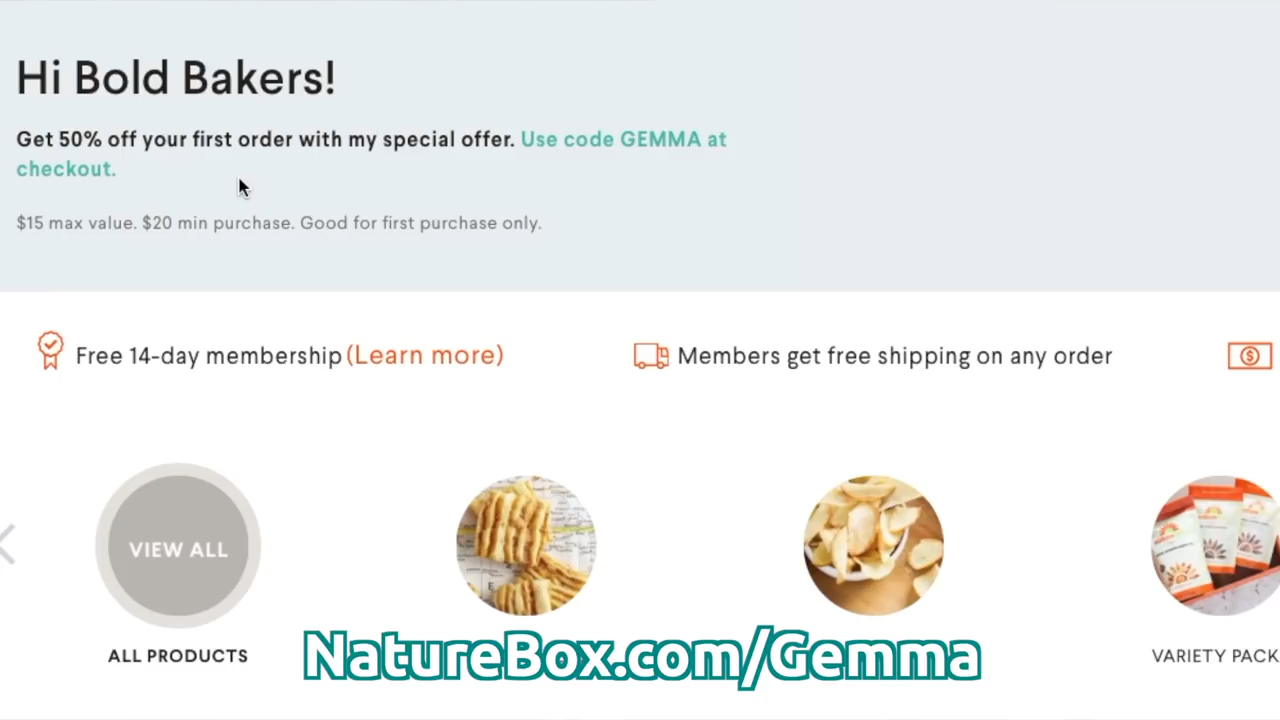 Hi Bold Bakers!
Get 50% off your first order with my special offer. Use code GEMMA at
checkout.
$15 max value. $20 min purchase. Good for first purchase only.
Free 14-day membership (Learn more)
Members get free shipping on any order
$
VIEW ALL
ALL PRODUCTS
VARIETY PACK
NatureBox.com/Gemma